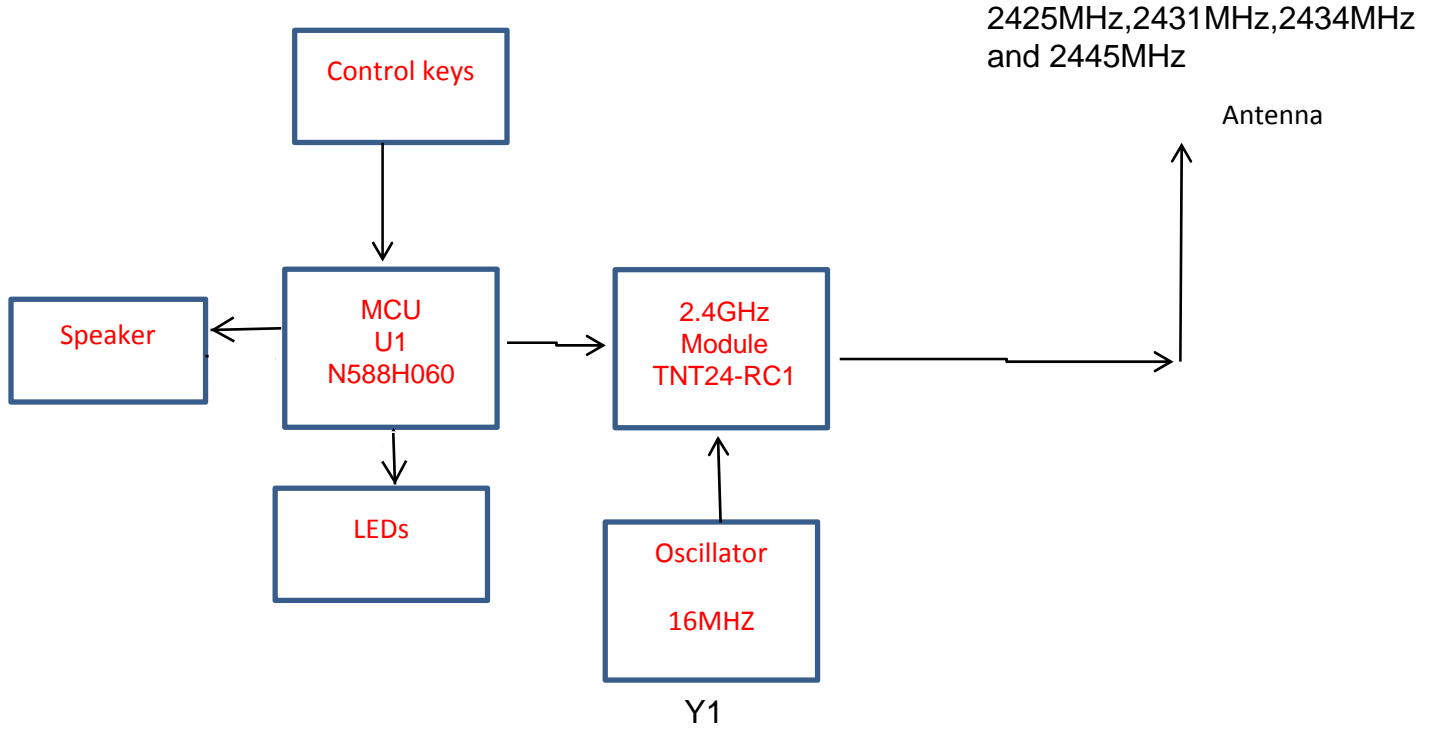 2425MHz,2431MHz,2434MHz
and 2445MHz
Control keys
Antenna
Speaker
MCU
U1
N588H060
2.4GHz
Module
TNT24-RC1
LEDs
Oscillator
16MHZ
Y1